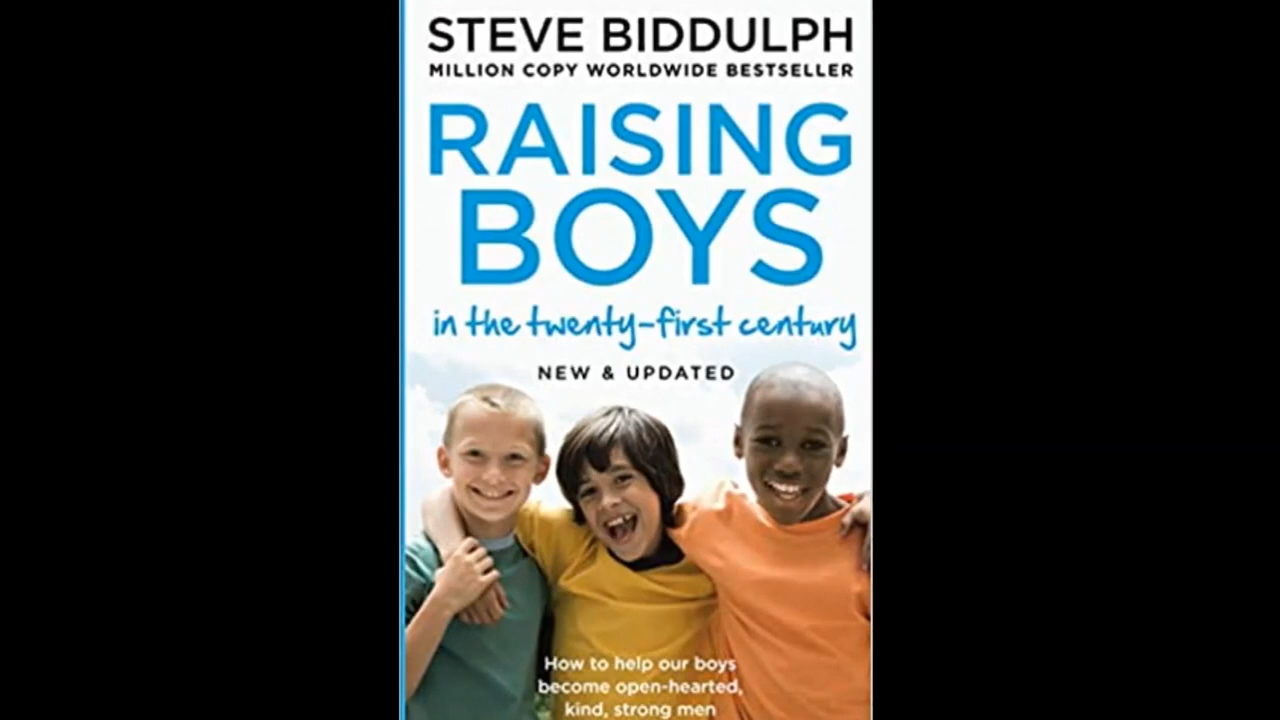 STEVE BIDDULPH
MILLION COPY WORLDWIDE BESTSELLER
RAISING
BOYS
in the twenty-first century
NEW & UPDATED
How to help our boys
become open-hearted,
kind, strong men